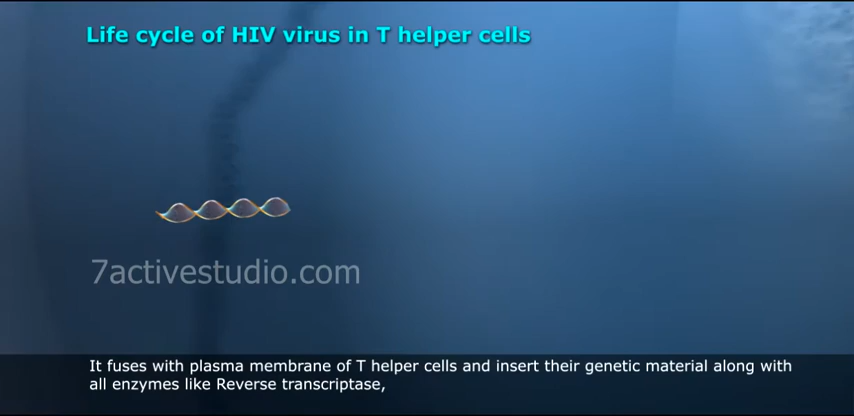 Life cycle of HIV virus in T helper cells
7activestudio.com
It fuses with plasma membrane of T helper cells and insert their genetic material along with
all enzymes like Reverse transcriptase,